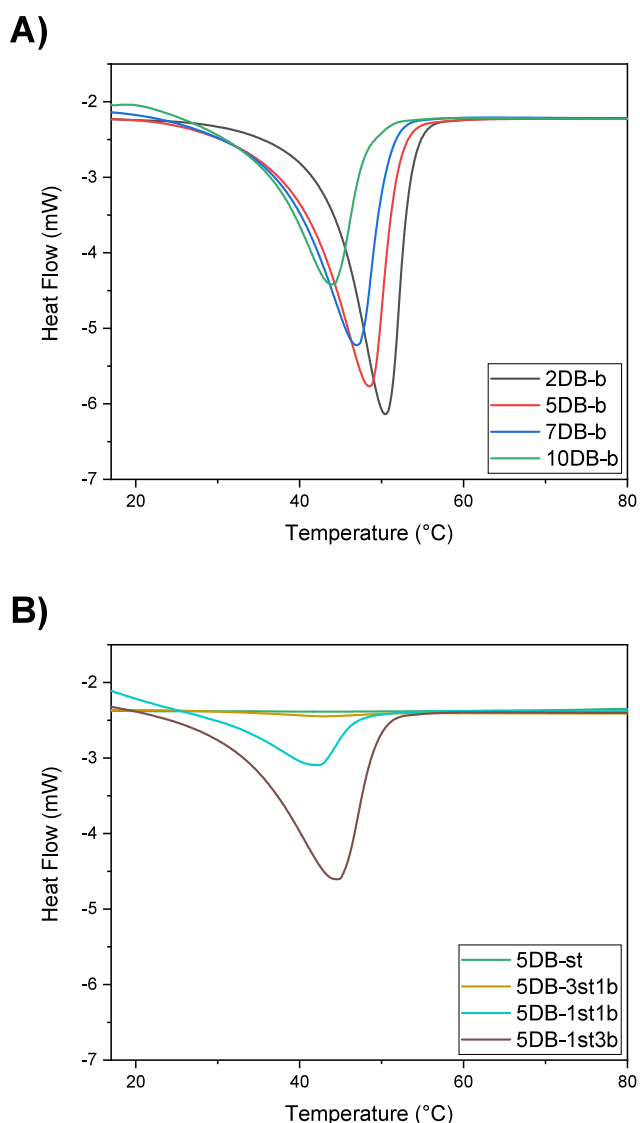 A)
-2
-3
-4
-5
-6
-7
Heat Flow (mW)
20
40
60
80
Temperature (°C)
2DB-b
5DB-b
7DB-b
10DB-b
B)
-2
-3
-4
-5
-6
-7
Heat Flow (mW)
20
40
60
80
Temperature (°C)
5DB-st
5DB-3st1b
5DB-1st1b
5DB-1st3b